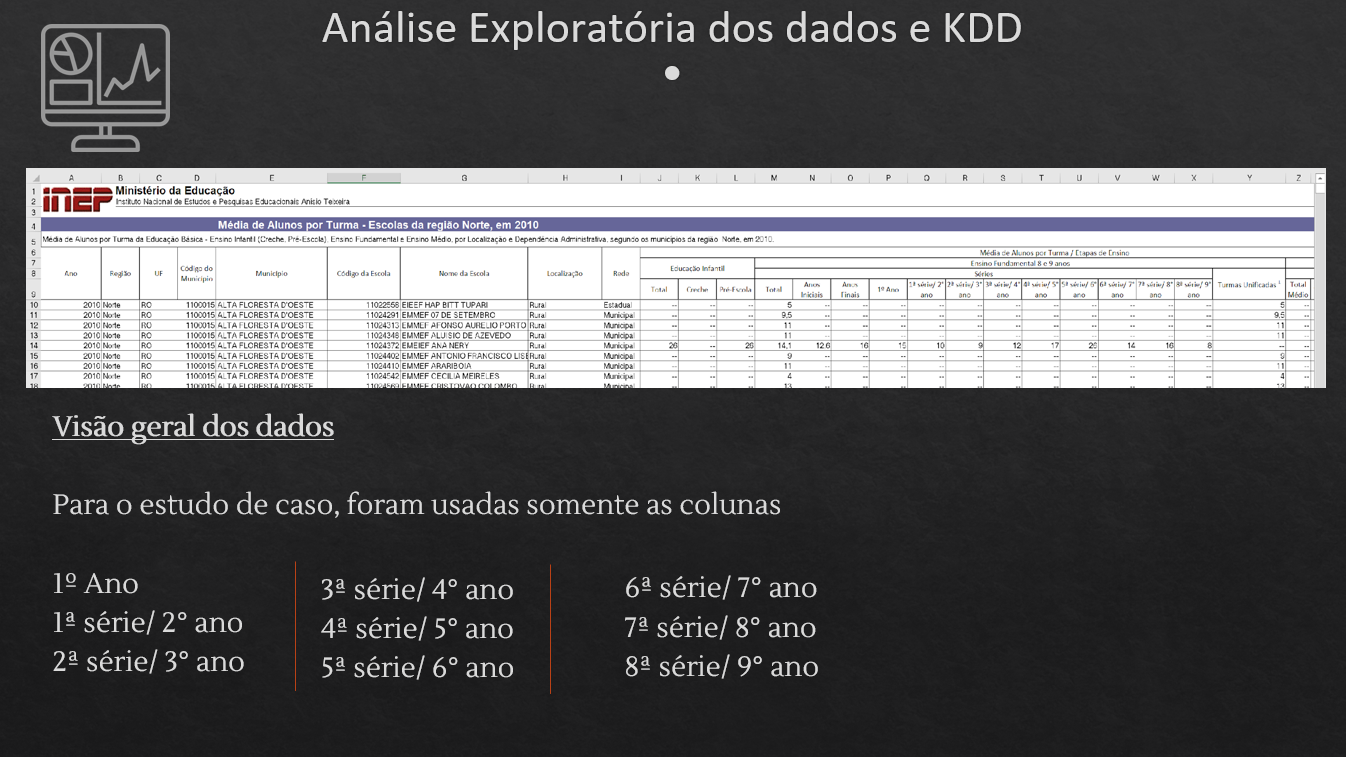 Análise Exploratória dos dados e KDD
A B C D E F G H I J K L M N O P Q R S T U V W X Y Z
1 inep Ministério da Educação
2 Instituto Nacional de Estudos e Pesquisas Educacionais Anísio Teixeira
3
4 Média de Alunos por Turma - Escolas da região Norte, em 2010
5 Média de Alunos por Turma da Educação Básica - Ensino Infantil (Creche, Pré-Escola), Ensino Fundamental e Ensino Médio, por Localização e Dependência Administrativa, segundo os municípios da região Norte, em 2010.
6 Média de Alunos por Turma / Etapas de Ensino
7 Ensino Fundamental 8 e 9 anos
8 Ano Região UF Código do Município Município Código da Escola Nome da Escola Localização Rede Educação Infantil Séries
9 Total Creche Pré-Escola Total Anos Iniciais Anos Finais 1º Ano 1ª série/ 2º ano 2ª série/ 3º ano 3ª série/ 4º ano 4ª série/ 5º ano 5ª série/ 6º ano 6ª série/ 7º ano 7ª série/ 8º ano 8ª série/ 9º ano Turmas Unificadas ¹ Total Médio
10 2010 Norte RO 1100015 ALTA FLORESTA D'OESTE 11022558 EIEEF HAP BITT TUPARI Rural Estadual -- -- -- 5 -- -- -- -- -- -- -- -- -- -- -- 5 --
11 2010 Norte RO 1100015 ALTA FLORESTA D'OESTE 11024291 EMMEF 07 DE SETEMBRO Rural Municipal -- -- -- 9,5 -- -- -- -- -- -- -- -- -- -- -- 9,5 --
12 2010 Norte RO 1100015 ALTA FLORESTA D'OESTE 11024313 EMMEF AFONSO AURELIO PORTO Rural Municipal -- -- -- 11 -- -- -- -- -- -- -- -- -- -- -- 11 --
13 2010 Norte RO 1100015 ALTA FLORESTA D'OESTE 11024348 EMMEF ALUISIO DE AZEVEDO Rural Municipal -- -- -- 11 -- -- -- -- -- -- -- -- -- -- -- 11 --
14 2010 Norte RO 1100015 ALTA FLORESTA D'OESTE 11024372 EMEIEF ANA NERY Rural Municipal 26 -- 26 14,1 12,6 16 15 10 9 12 17 26 14 16 8 -- --
15 2010 Norte RO 1100015 ALTA FLORESTA D'OESTE 11024402 EMMEF ANTONIO FRANCISCO Rural Municipal -- -- -- 9 -- -- -- -- -- -- -- -- -- -- -- 9 --
16 2010 Norte RO 1100015 ALTA FLORESTA D'OESTE 11024410 EMMEF ARARIBOIA Rural Municipal -- -- -- 11 -- -- -- -- -- -- -- -- -- -- -- 11 --
17 2010 Norte RO 1100015 ALTA FLORESTA D'OESTE 11024542 EMMEF CECILIA MEIRELES Rural Municipal -- -- -- 4 -- -- -- -- -- -- -- -- -- -- -- 4 --
18 2010 Norte RO 1100015 ALTA FLORESTA D'OESTE 11024569 EMMEF CRISTOVAO COLOMBO Rural Municipal -- -- -- 13 -- -- -- -- -- -- -- -- -- -- -- 13 --
Visão geral dos dados
Para o estudo de caso, foram usadas somente as colunas
1º Ano
1ª série/ 2° ano
2ª série/ 3° ano
3ª série/ 4° ano
4ª série/ 5° ano
5ª série/ 6° ano
6ª série/ 7° ano
7ª série/ 8° ano
8ª série/ 9° ano